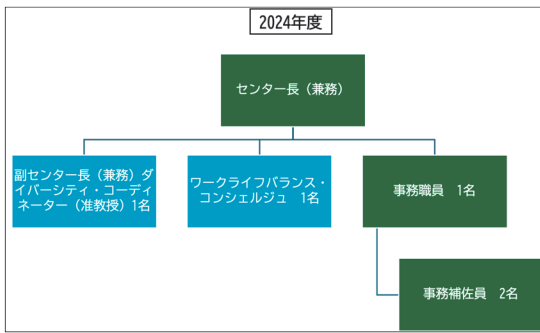 2024年度
センター長（兼務）
副センター長（兼務）ダ
イバーシティ・コーディ
ネーター（准教授）1名
ワークライフバランス・
コンシェルジュ　1名
事務職員　1名
事務補佐員　2名